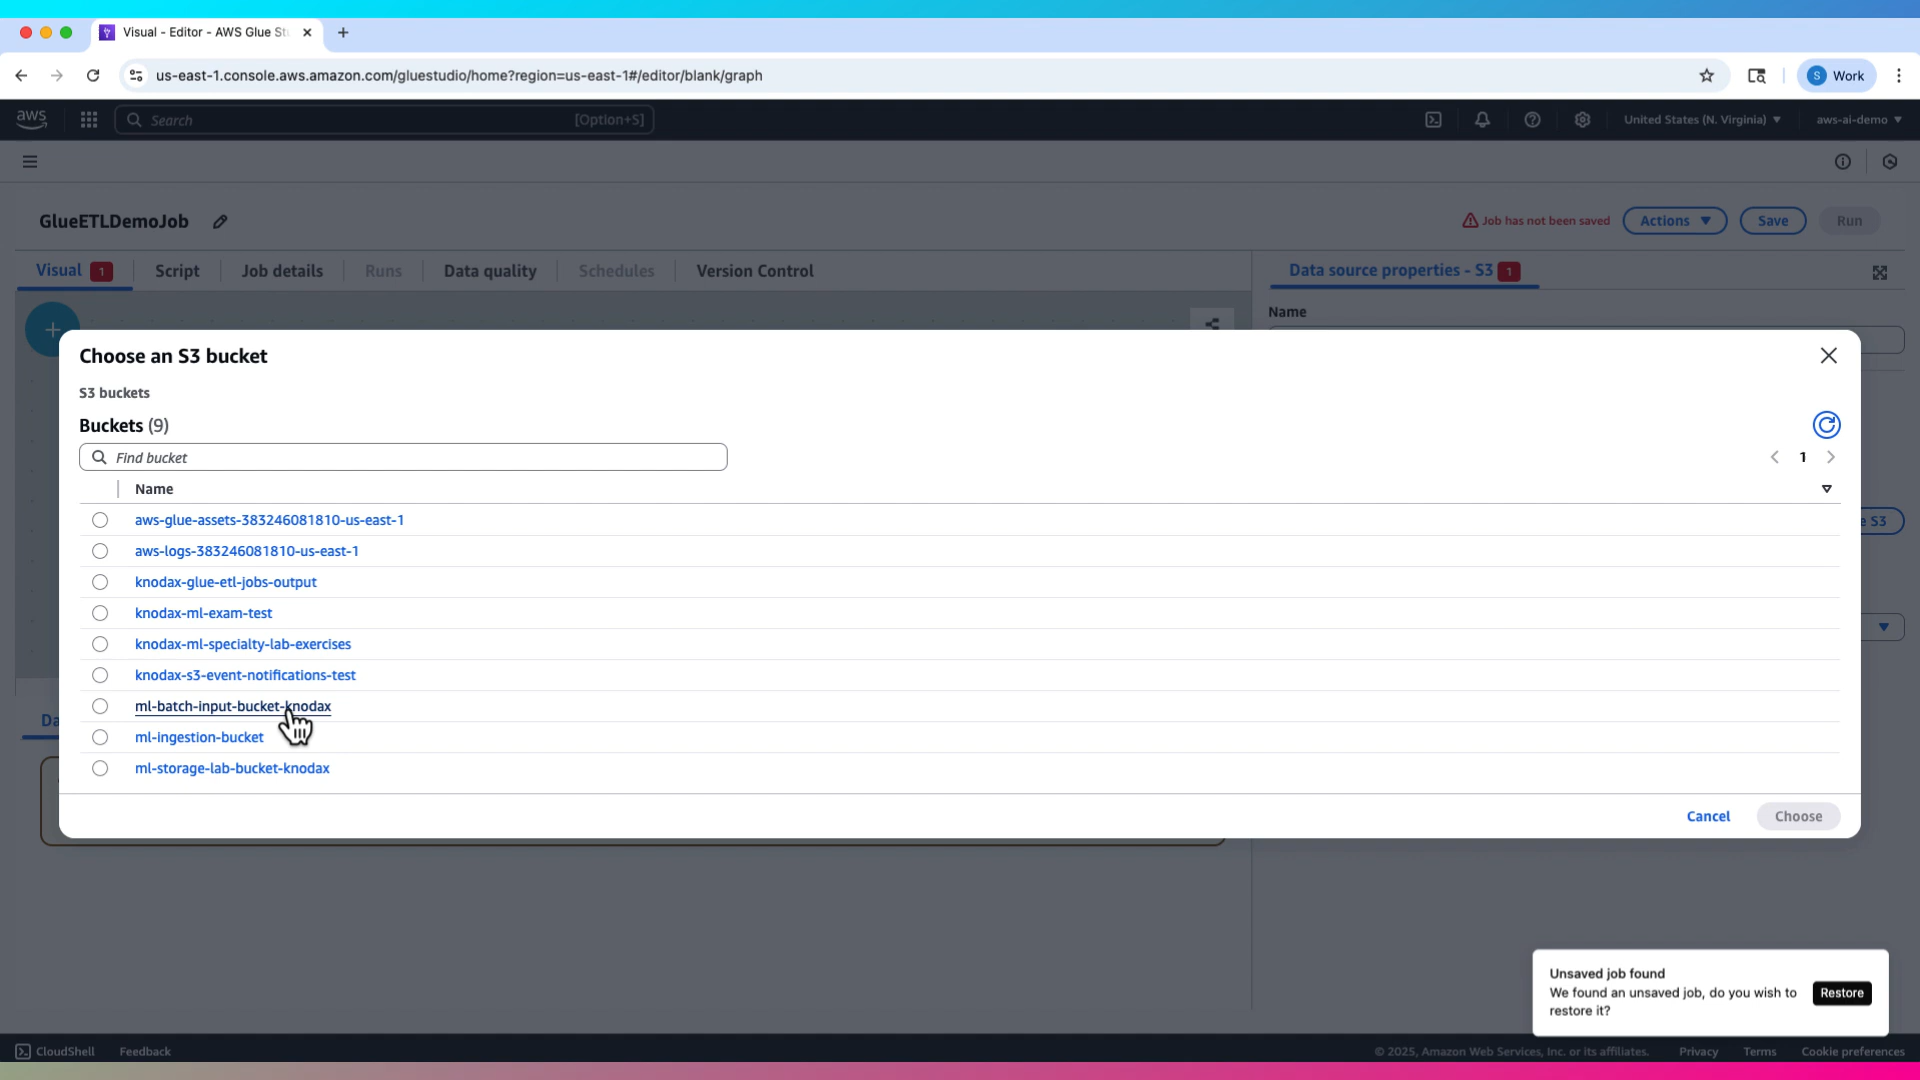 Visual - Editor - AWS Glue St
us-east-1.console.aws.amazon.com/gluestudio/home?region=us-east-1#/editor/blank/graph
S Work
aws
Search [Option+S]
United States (N. Virginia)
aws-ai-demo
GlueETLDemoJob
Job has not been saved
Actions
Save
Run
Visual 1
Script
Job details
Runs
Data quality
Schedules
Version Control
Data source properties - S3 1
Name
Choose an S3 bucket
S3 buckets
Buckets (9)
Find bucket
1
Name
aws-glue-assets-383246081810-us-east-1
aws-logs-383246081810-us-east-1
knodax-glue-etl-jobs-output
knodax-ml-exam-test
knodax-ml-specialty-lab-exercises
knodax-s3-event-notifications-test
ml-batch-input-bucket-knodax
ml-ingestion-bucket
ml-storage-lab-bucket-knodax
e S3
Da
Cancel
Choose
Unsaved job found
We found an unsaved job, do you wish to
restore it?
Restore
CloudShell
Feedback
© 2025, Amazon Web Services, Inc. or its affiliates.
Privacy
Terms
Cookie preferences